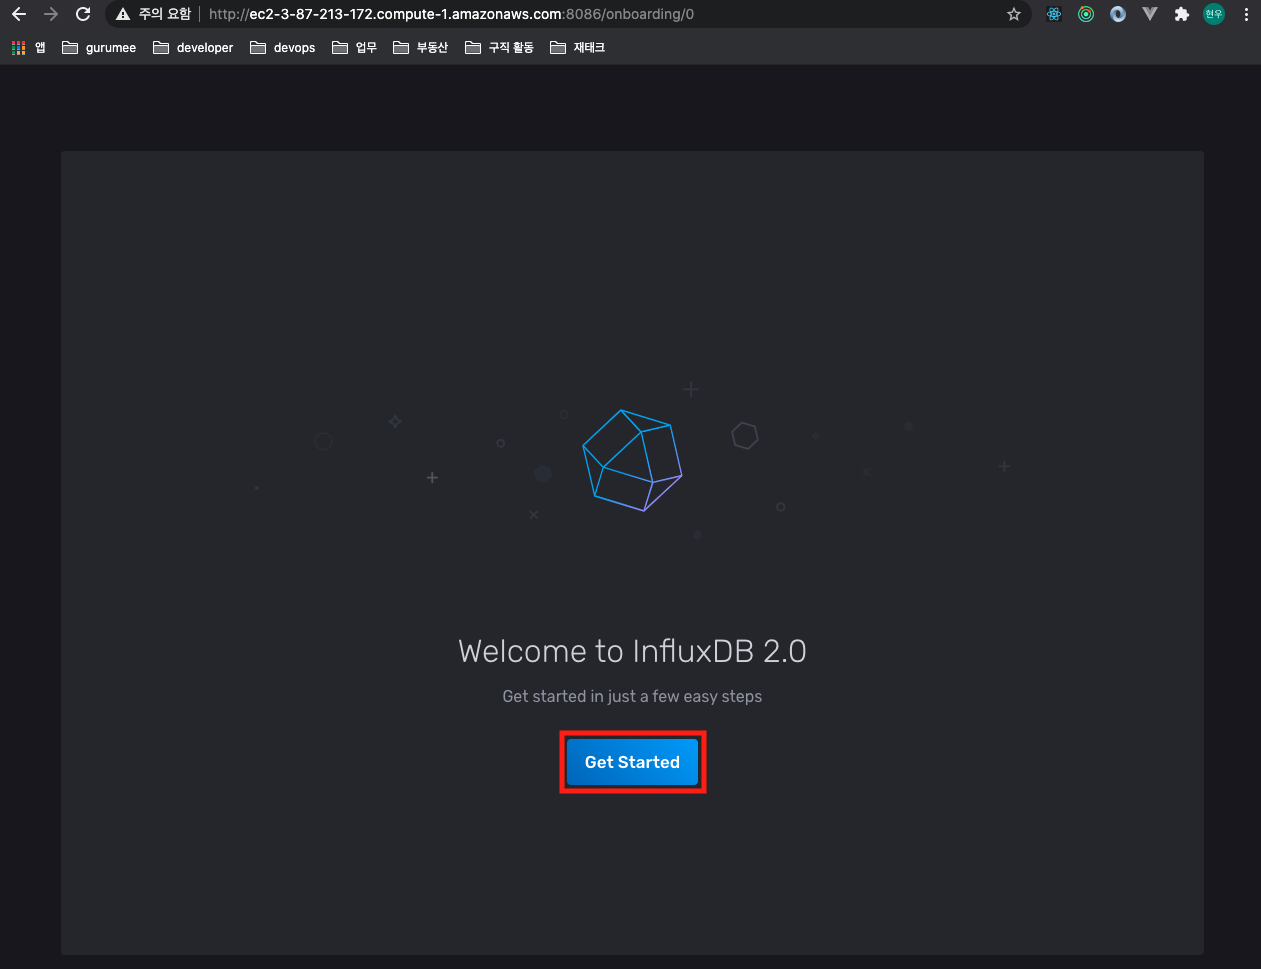 주의 요함 http://ec2-3-87-213-172.compute-1.amazonaws.com:8086/onboarding/0 현우
앱 gurumee developer devops 업무 부동산 구직 활동 재태크
Welcome to InfluxDB 2.0
Get started in just a few easy steps
Get Started